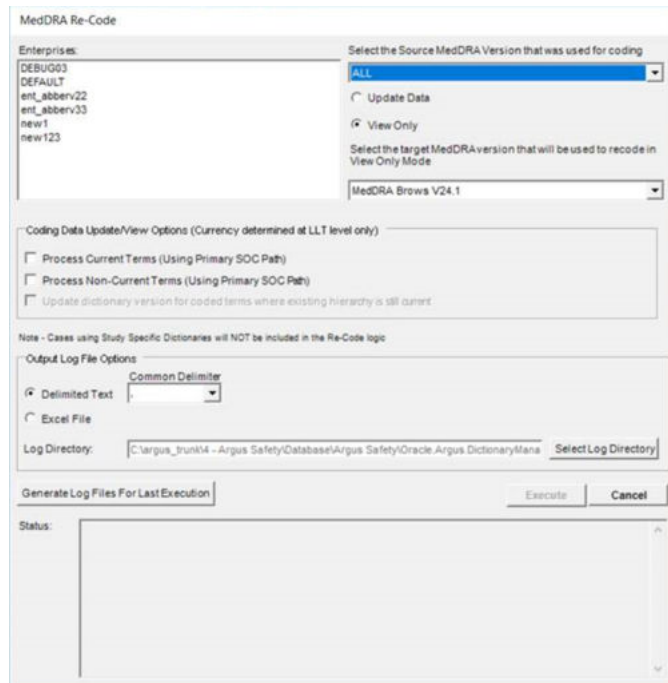 MedDRA Re-Code
Enterprises:
DEBUG03
DEFAULT
ent_abberv22
ent_abberv33
new1
new123
Select the Source MedDRA Version that was used for coding
ALL
Update Data
View Only
Select the target MedDRA version that will be used to recode in
View Only Mode
MedDRA Brows V24.1
Coding Data Update/View Options (Currency determined at LLT level only)
Process Current Terms (Using Primary SOC Path)
Process Non-Current Terms (Using Primary SOC Path)
Update dictionary version for coded terms where existing hierarchy is still current
Note - Cases using Study Specific Dictionaries will NOT be included in the Re-Code logic
Output Log File Options
Common Delimiter
Delimited Text
Excel File
Log Directory:
C:\argus_trunk\4 - Argus Safety\Database\Argus Safety\Oracle.Argus.DictionaryMana
Select Log Directory
Generate Log Files For Last Execution
Execute
Cancel
Status: